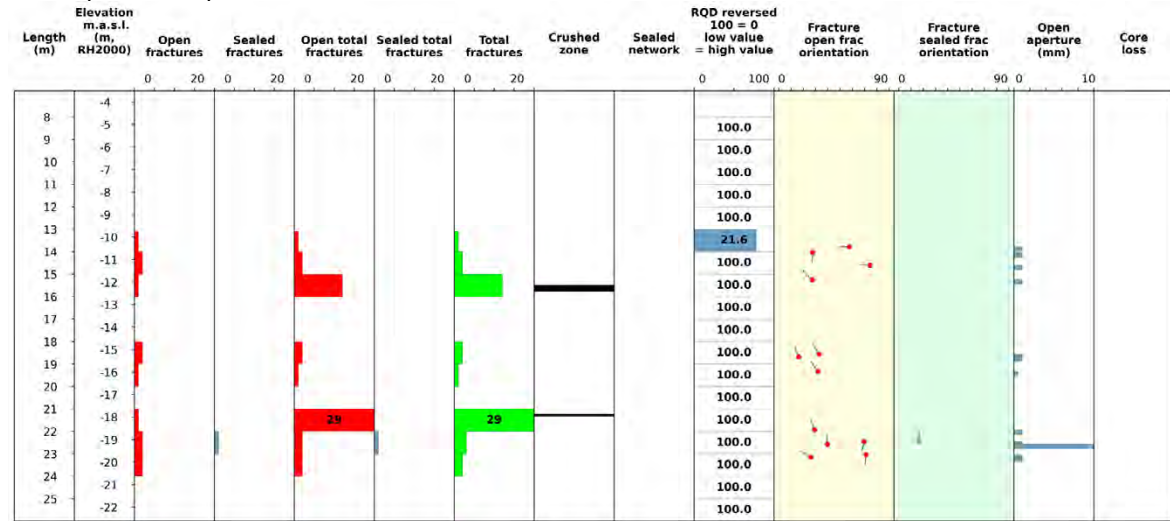 Length
(m)
Elevation
m.a.s.l.
(m,
RH2000)
Open
fractures
Sealed
fractures
Open total
fractures
Sealed total
fractures
Total
fractures
Crushed
zone
Sealed
network
RQD reversed
100 = 0
low value
= high value
Fracture
open frac
orientation
Fracture
sealed frac
orientation
Open
aperture
(mm)
Core
loss
0 20 0 20 0 20 0 20 0 20 0 100 0 90 0 90 0 10
8
9
10
11
12
13
14
15
16
17
18
19
20
21
22
23
24
25
-4
-5
-6
-7
-8
-9
-10
-11
-12
-13
-14
-15
-16
-17
-18
-19
-20
-21
-22
29
29
100.0
100.0
100.0
100.0
100.0
21.6
100.0
100.0
100.0
100.0
100.0
100.0
100.0
100.0
100.0
100.0
100.0
100.0